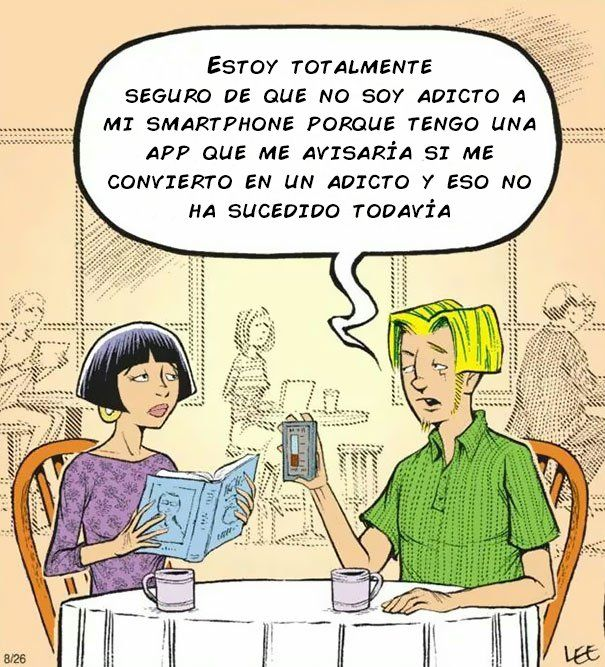 ESTOY TOTALMENTE
SEGURO DE QUE NO SOY ADICTO A
MI SMARTPHONE PORQUE TENGO UNA
APP QUE ME AVISARÍA SI ME
CONVIERTO EN UN ADICTO Y ESO NO
HA SUCEDIDO TODAVÍA
8/26
LEE